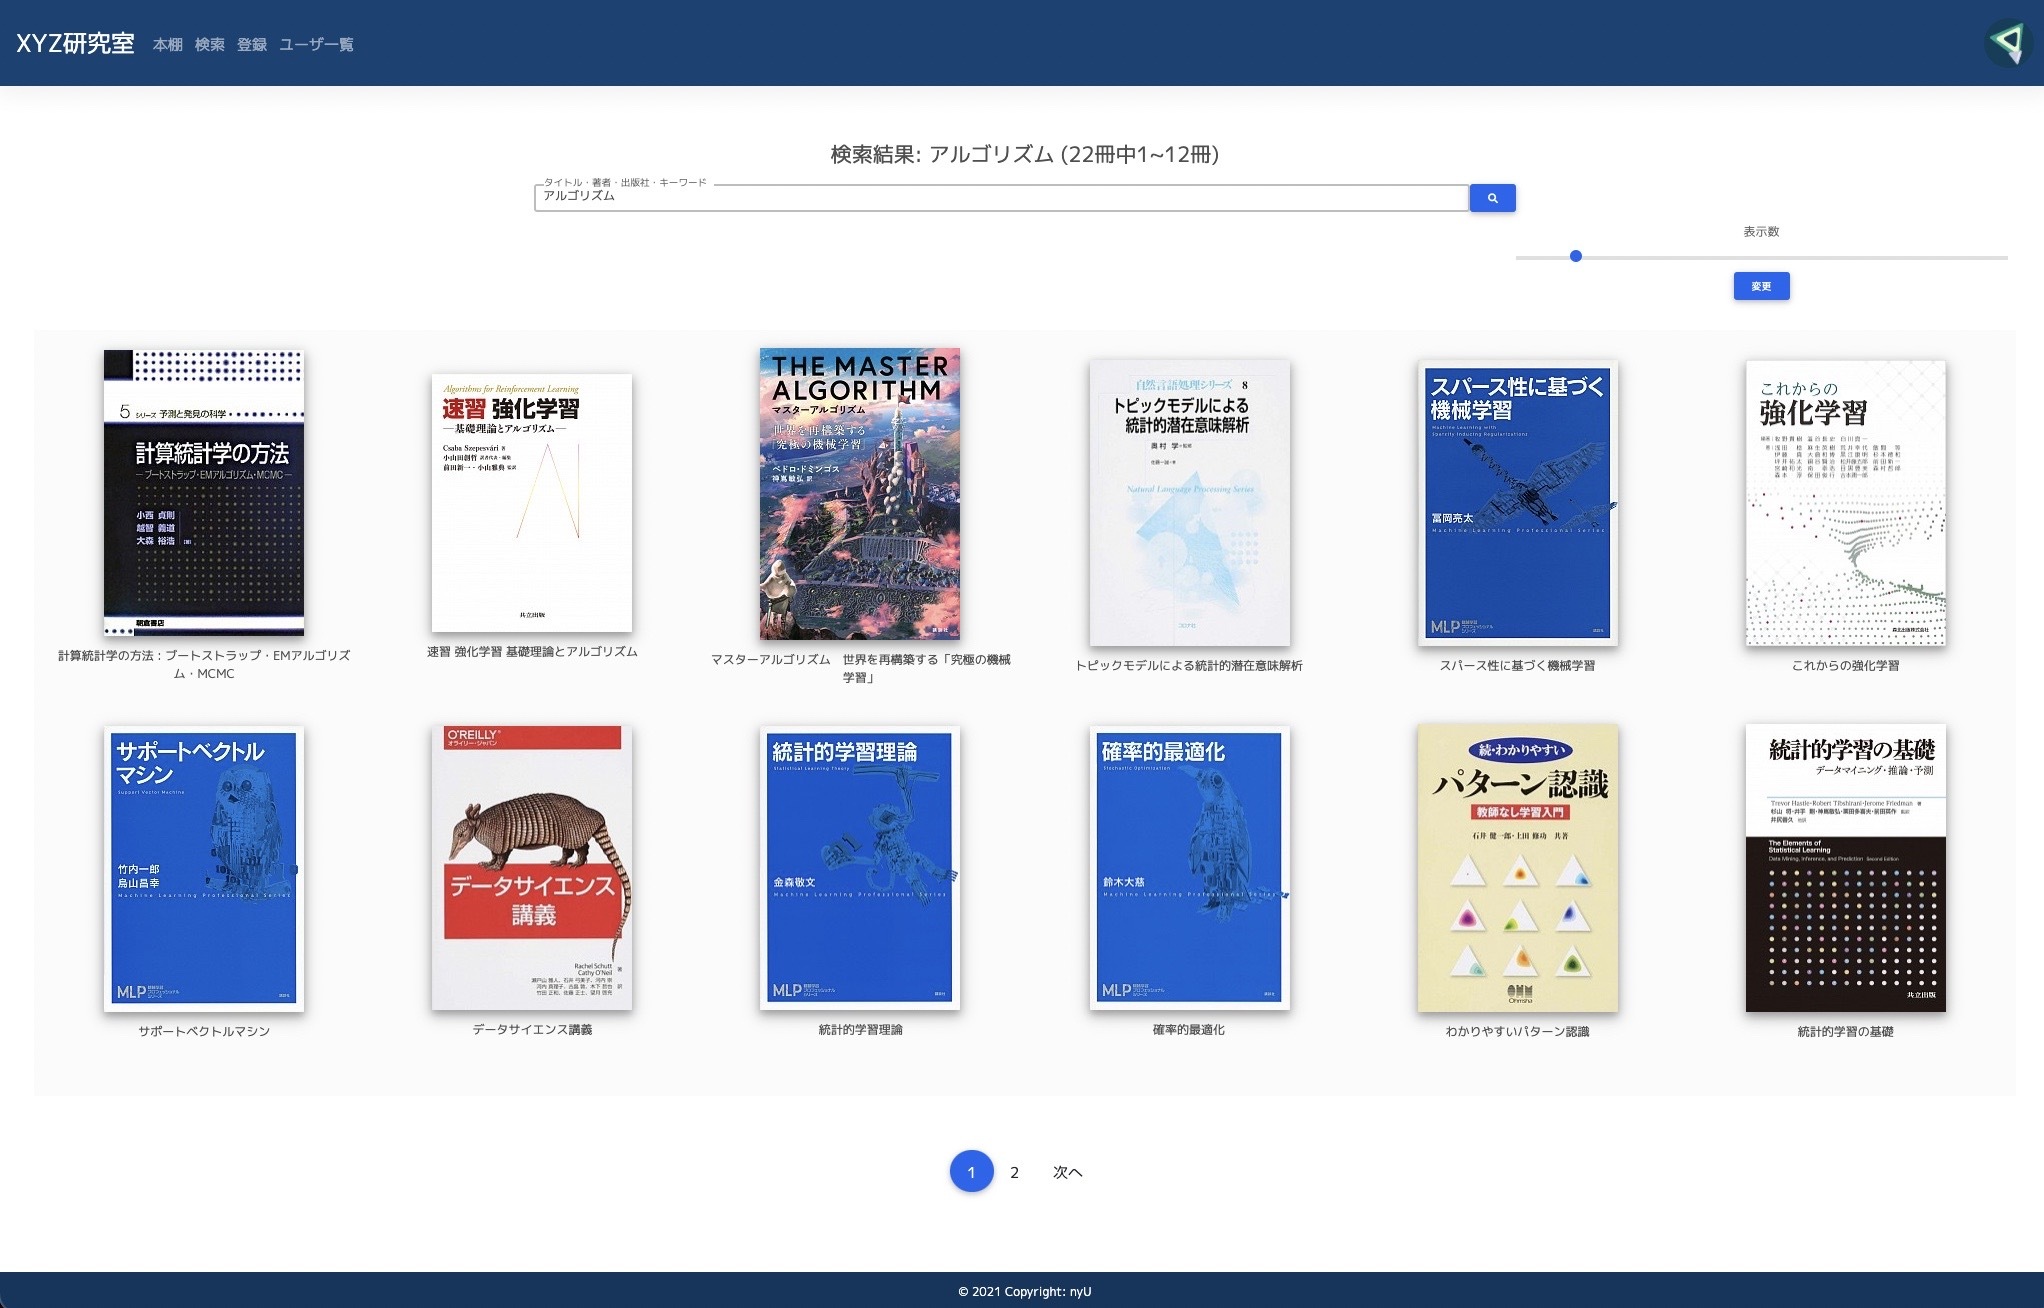 XYZ研究室 本棚 検索 登録 ユーザ一覧
検索結果: アルゴリズム (22冊中1~12冊)
タイトル・著者・出版社・キーワード
アルゴリズム
表示数
変更
5 シリーズ 予測と発見の科学
計算統計学の方法
ーブートストラップ・EMアルゴリズム・MCMCー
小西 貞則
越智 義道
大森 裕浩
朝倉書店
計算統計学の方法:ブートストラップ・EMアルゴリズ
ム・MCMC
Algorithms for Reinforcement Learning
速習 強化学習
―基礎理論とアルゴリズム―
Csaba Szepesvári 著
小山田創哲 訳者代表・編集
前田新一・小山雅典 監訳
共立出版
速習 強化学習 基礎理論とアルゴリズム
THE MASTER
ALGORITHM
マスターアルゴリズム
世界を再構築する
「究極の機械学習」
ペドロ・ドミンゴス
神嶌敏弘 訳
講談社
マスターアルゴリズム 世界を再構築する「究極の機械
学習」
自然言語処理シリーズ 8
トピックモデルによる
統計的潜在意味解析
奥村 学・監修
佐藤一誠・著
Natural Language Processing Series
コロナ社
トピックモデルによる統計的潜在意味解析
スパース性に基づく
機械学習
Machine Learning with
Sparsity Inducing Regularizations
冨岡亮太
Machine Learning Professional Series
MLP 機械学習
プロフェッショナル
シリーズ
講談社
スパース性に基づく機械学習
これからの
強化学習
森北出版株式会社
これからの強化学習
サポートベクトル
マシン
Support Vector Machine
竹内一郎
烏山昌幸
Machine Learning Professional Series
MLP 機械学習
プロフェッショナル
シリーズ
講談社
サポートベクトルマシン
O'REILLY
オライリー・ジャパン
データサイエンス
講義
Rachel Schutt
Cathy O'Neil 著
データサイエンス講義
統計的学習理論
Statistical Learning Theory
金森敬文
Machine Learning Professional Series
MLP 機械学習
プロフェッショナル
シリーズ
講談社
統計的学習理論
確率的最適化
Stochastic Optimization
鈴木大慈
Machine Learning Professional Series
MLP 機械学習
プロフェッショナル
シリーズ
講談社
確率的最適化
続・わかりやすい
パターン認識
教師なし学習入門
石井 健一郎・上田 修功 共著
Ohmsha
わかりやすいパターン認識
統計的学習の基礎
データマイニング・推論・予測
Trevor Hastie・Robert Tibshirani・Jerome Friedman 著
The Elements of
Statistical Learning
Data Mining, Inference, and Prediction Second Edition
共立出版
統計的学習の基礎
1 2 次へ
© 2021 Copyright: nyU